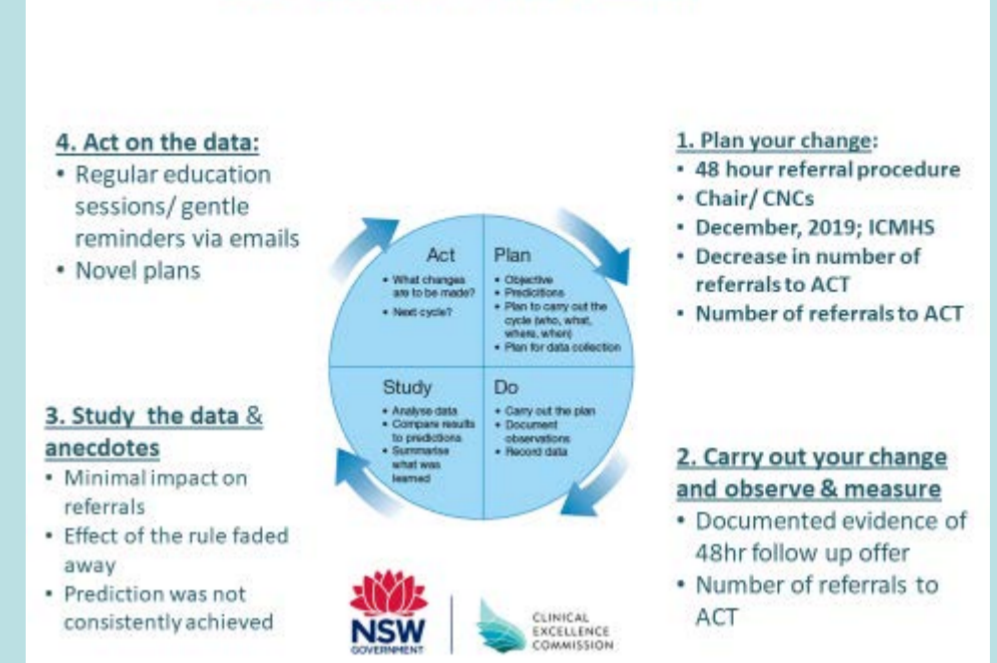 4. Act on the data:
• Regular education
sessions/ gentle
reminders via emails
• Novel plans
1. Plan your change:
• 48 hour referral procedure
• Chair/ CNCs
• December, 2019; ICMHS
• Decrease in number of
referrals to ACT
• Number of referrals to ACT
Act
• What changes
are to be made?
• Next cycle?
Plan
• Objective
• Predicitions
• Plan to carry out the
cycle (who, what,
where, when)
• Plan for data collection
Study
• Analyse data
• Compare results
to predictions
• Summarise
what was
learned
Do
• Carry out the plan
• Document
observations
• Record data
3. Study the data &
anecdotes
• Minimal impact on
referrals
• Effect of the rule faded
away
• Prediction was not
consistently achieved
2. Carry out your change
and observe & measure
• Documented evidence of
48hr follow up offer
• Number of referrals to
ACT
NSW
GOVERNMENT
CLINICAL
EXCELLENCE
COMMISSION